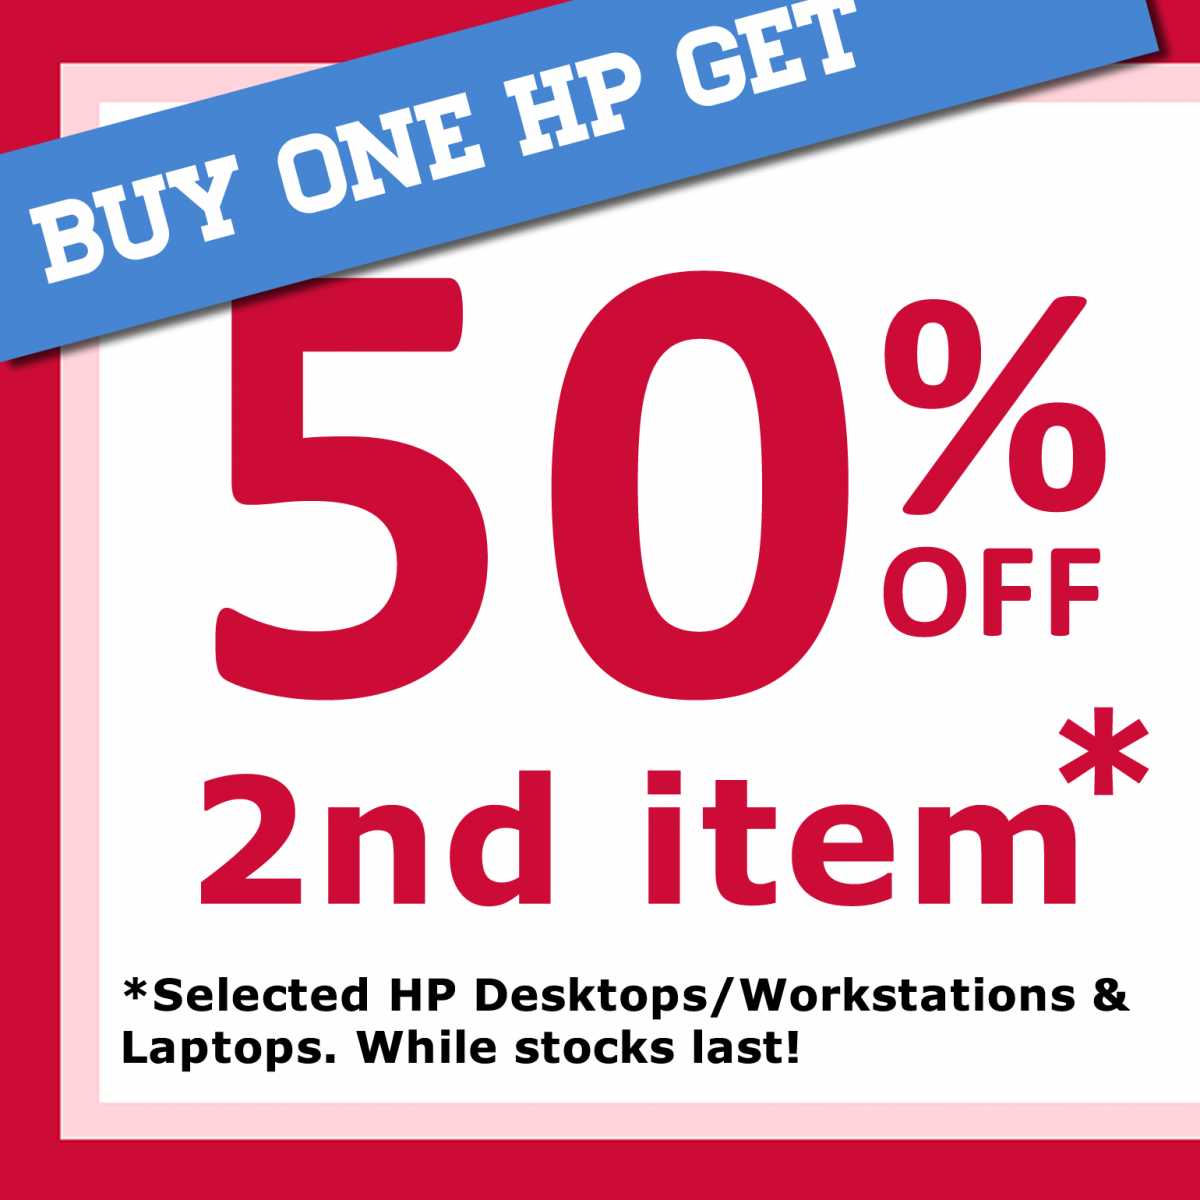 BUY ONE HP GET
50%
OFF
2nd item*
*Selected HP Desktops/Workstations &
Laptops. While stocks last!